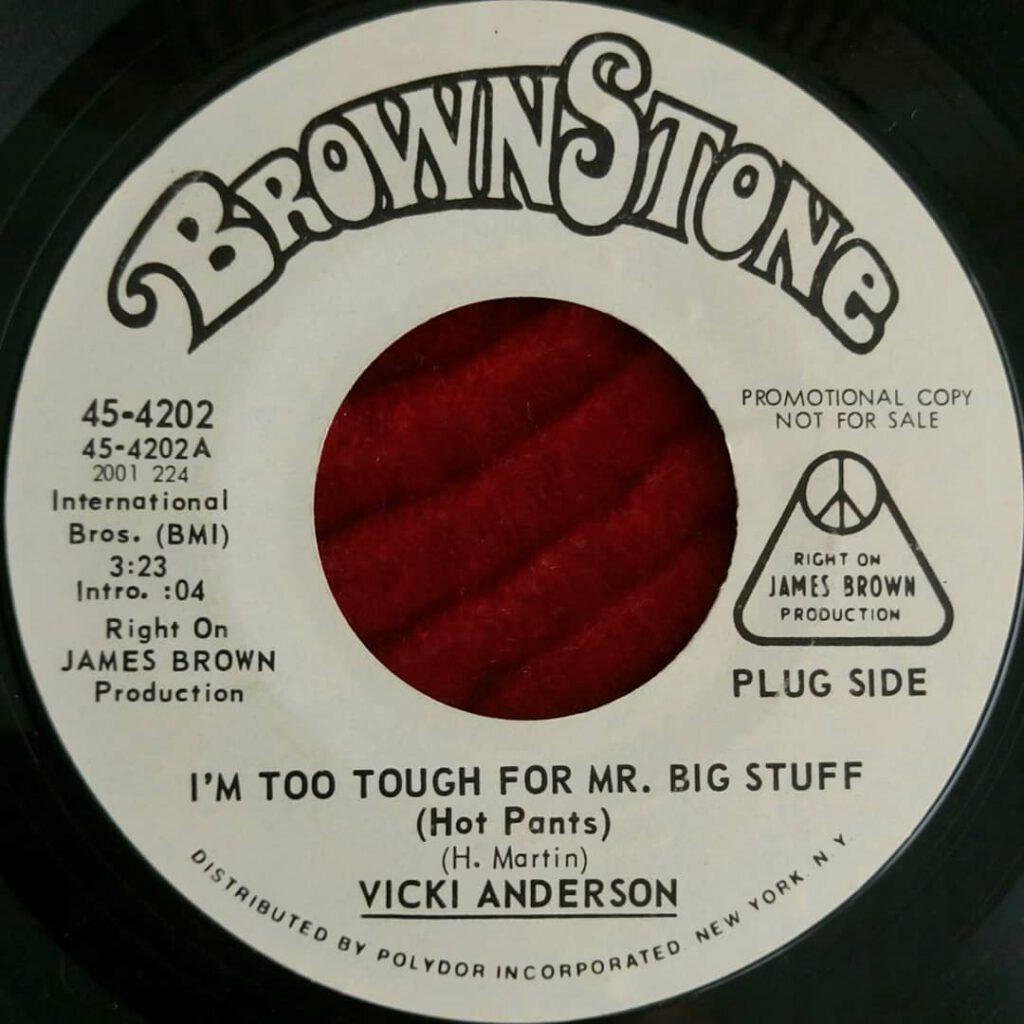 BROWNSTONE
45-4202
45-4202A
2001 224
International
Bros. (BMI)
3:23
Intro. :04
Right On
JAMES BROWN
Production
PROMOTIONAL COPY
NOT FOR SALE
RIGHT ON
JAMES BROWN
PRODUCTION
PLUG SIDE
I'M TOO TOUGH FOR MR. BIG STUFF
(Hot Pants)
(H. Martin)
VICKI ANDERSON
DISTRIBUTED BY POLYDOR INCORPORATED NEW YORK. N. Y